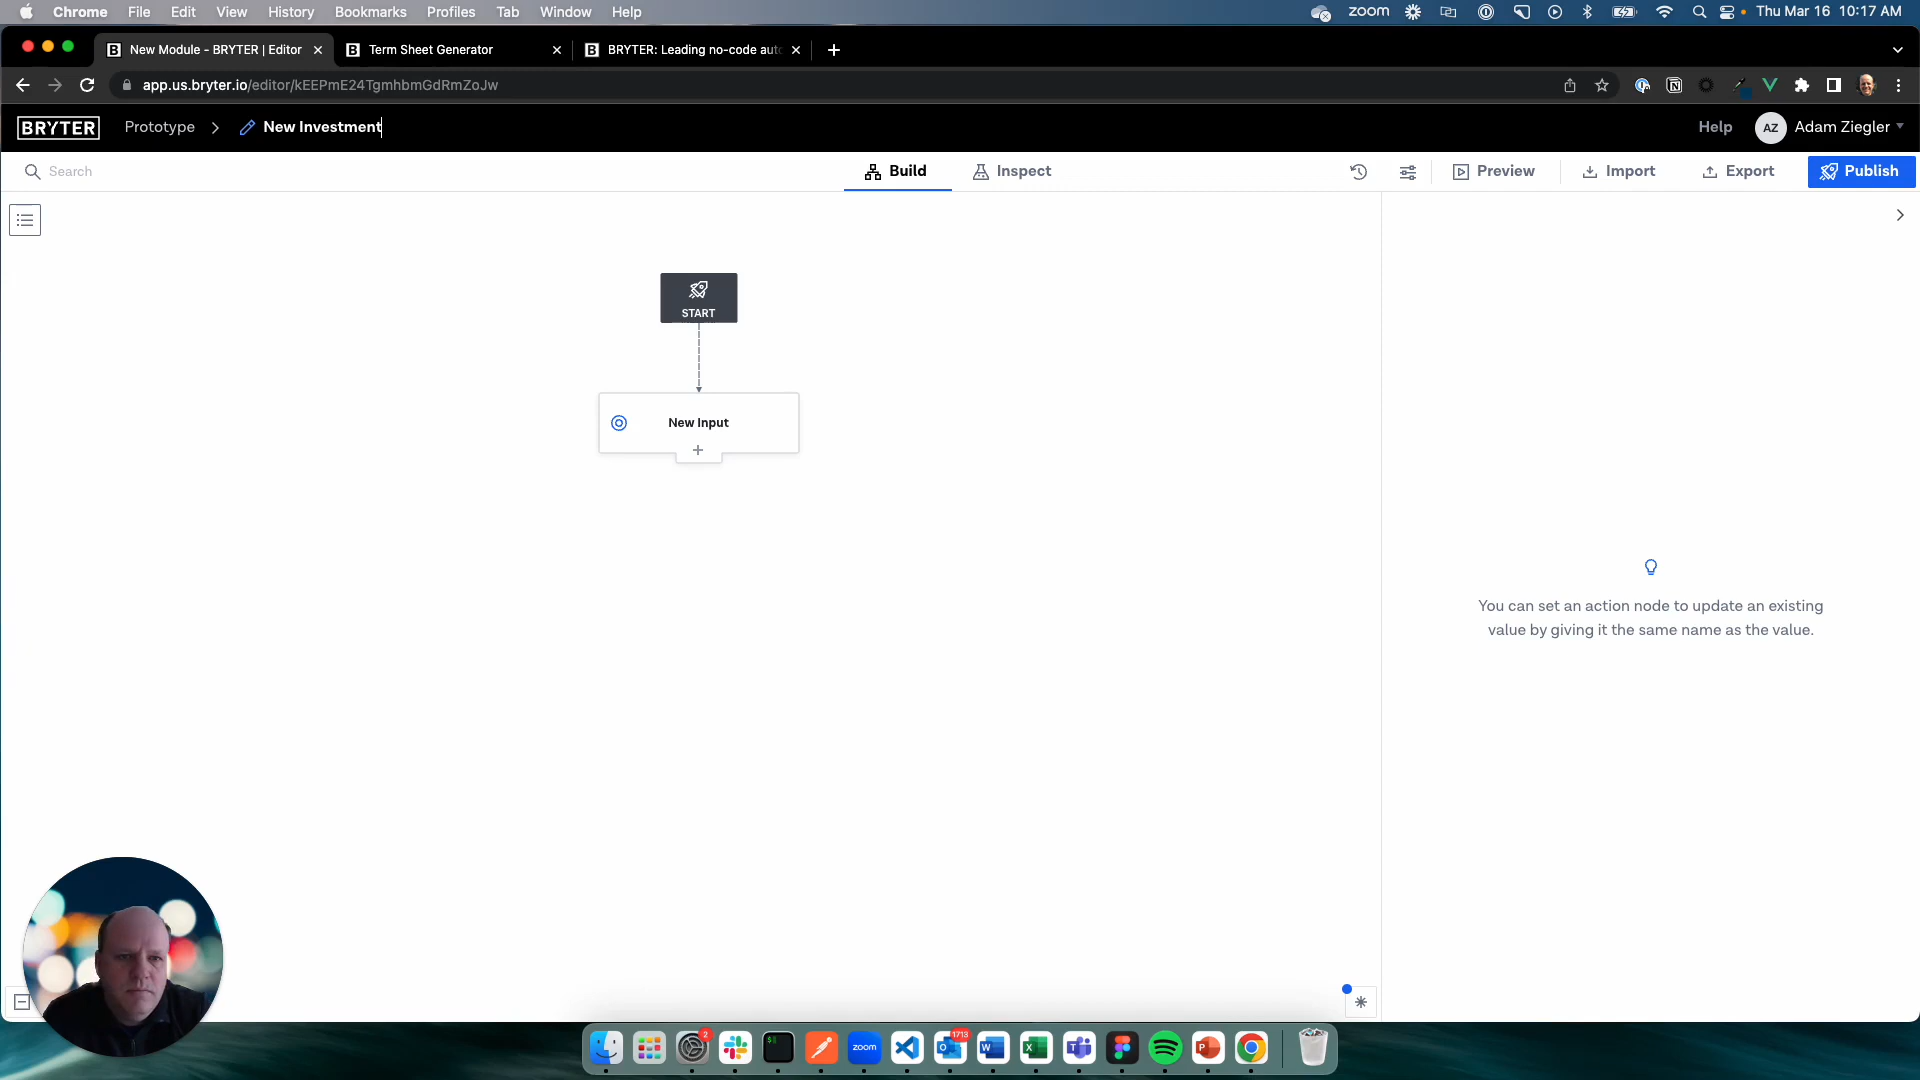 Chrome File Edit View History Bookmarks Profiles Tab Window Help
zoom
Thu Mar 16 10:17 AM
New Module - BRYTER | Editor
Term Sheet Generator
BRYTER: Leading no-code aut
app.us.bryter.io/editor/kEEPmE24TgmhbmGdRmZoJw
BRYTER
Prototype
New Investment
Help
AZ
Adam Ziegler
Search
Build
Inspect
Preview
Import
Export
Publish
START
New Input
You can set an action node to update an existing
value by giving it the same name as the value.
2
zoom
1713